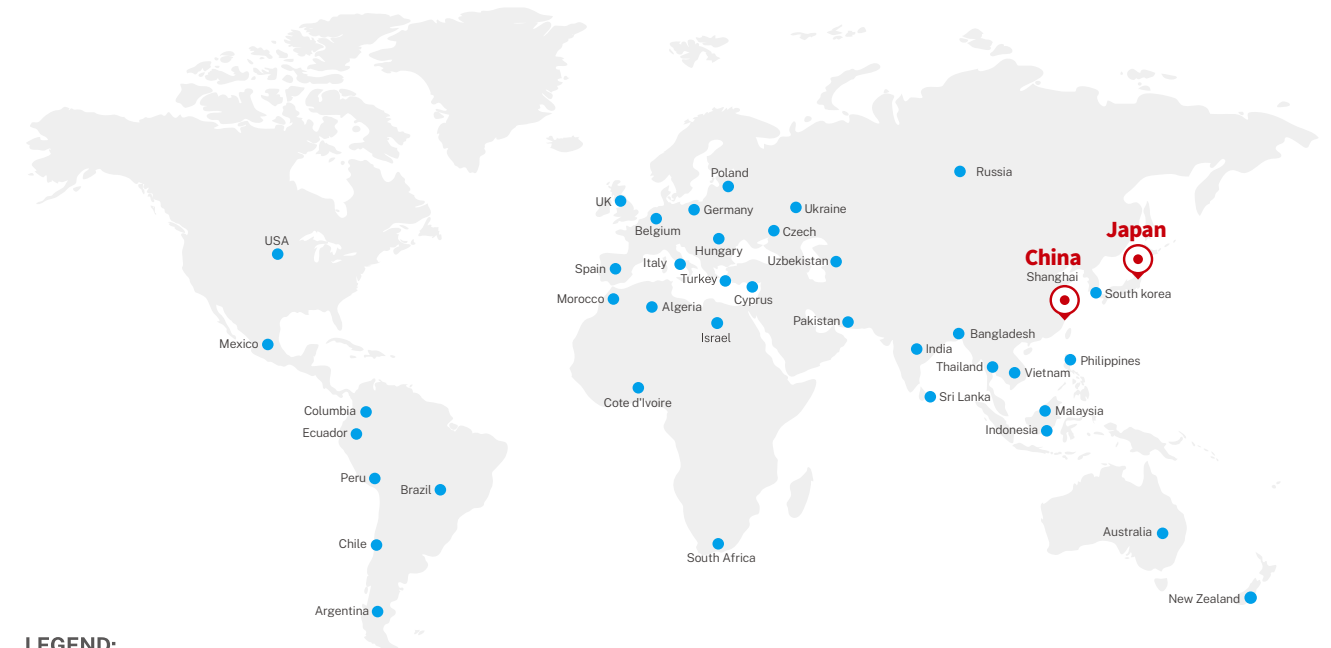 Poland
Russia
UK
Germany
Ukraine
Belgium
Czech
Japan
USA
Hungary
China
Italy
Uzbekistan
Spain
Shanghai
Turkey
South korea
Morocco
Cyprus
Algeria
Pakistan
Israel
Bangladesh
Mexico
India
Philippines
Thailand
Vietnam
Sri Lanka
Cote d'Ivoire
Columbia
Malaysia
Ecuador
Indonesia
Peru
Brazil
Australia
Chile
South Africa
New Zealand
Argentina
LEGEND: